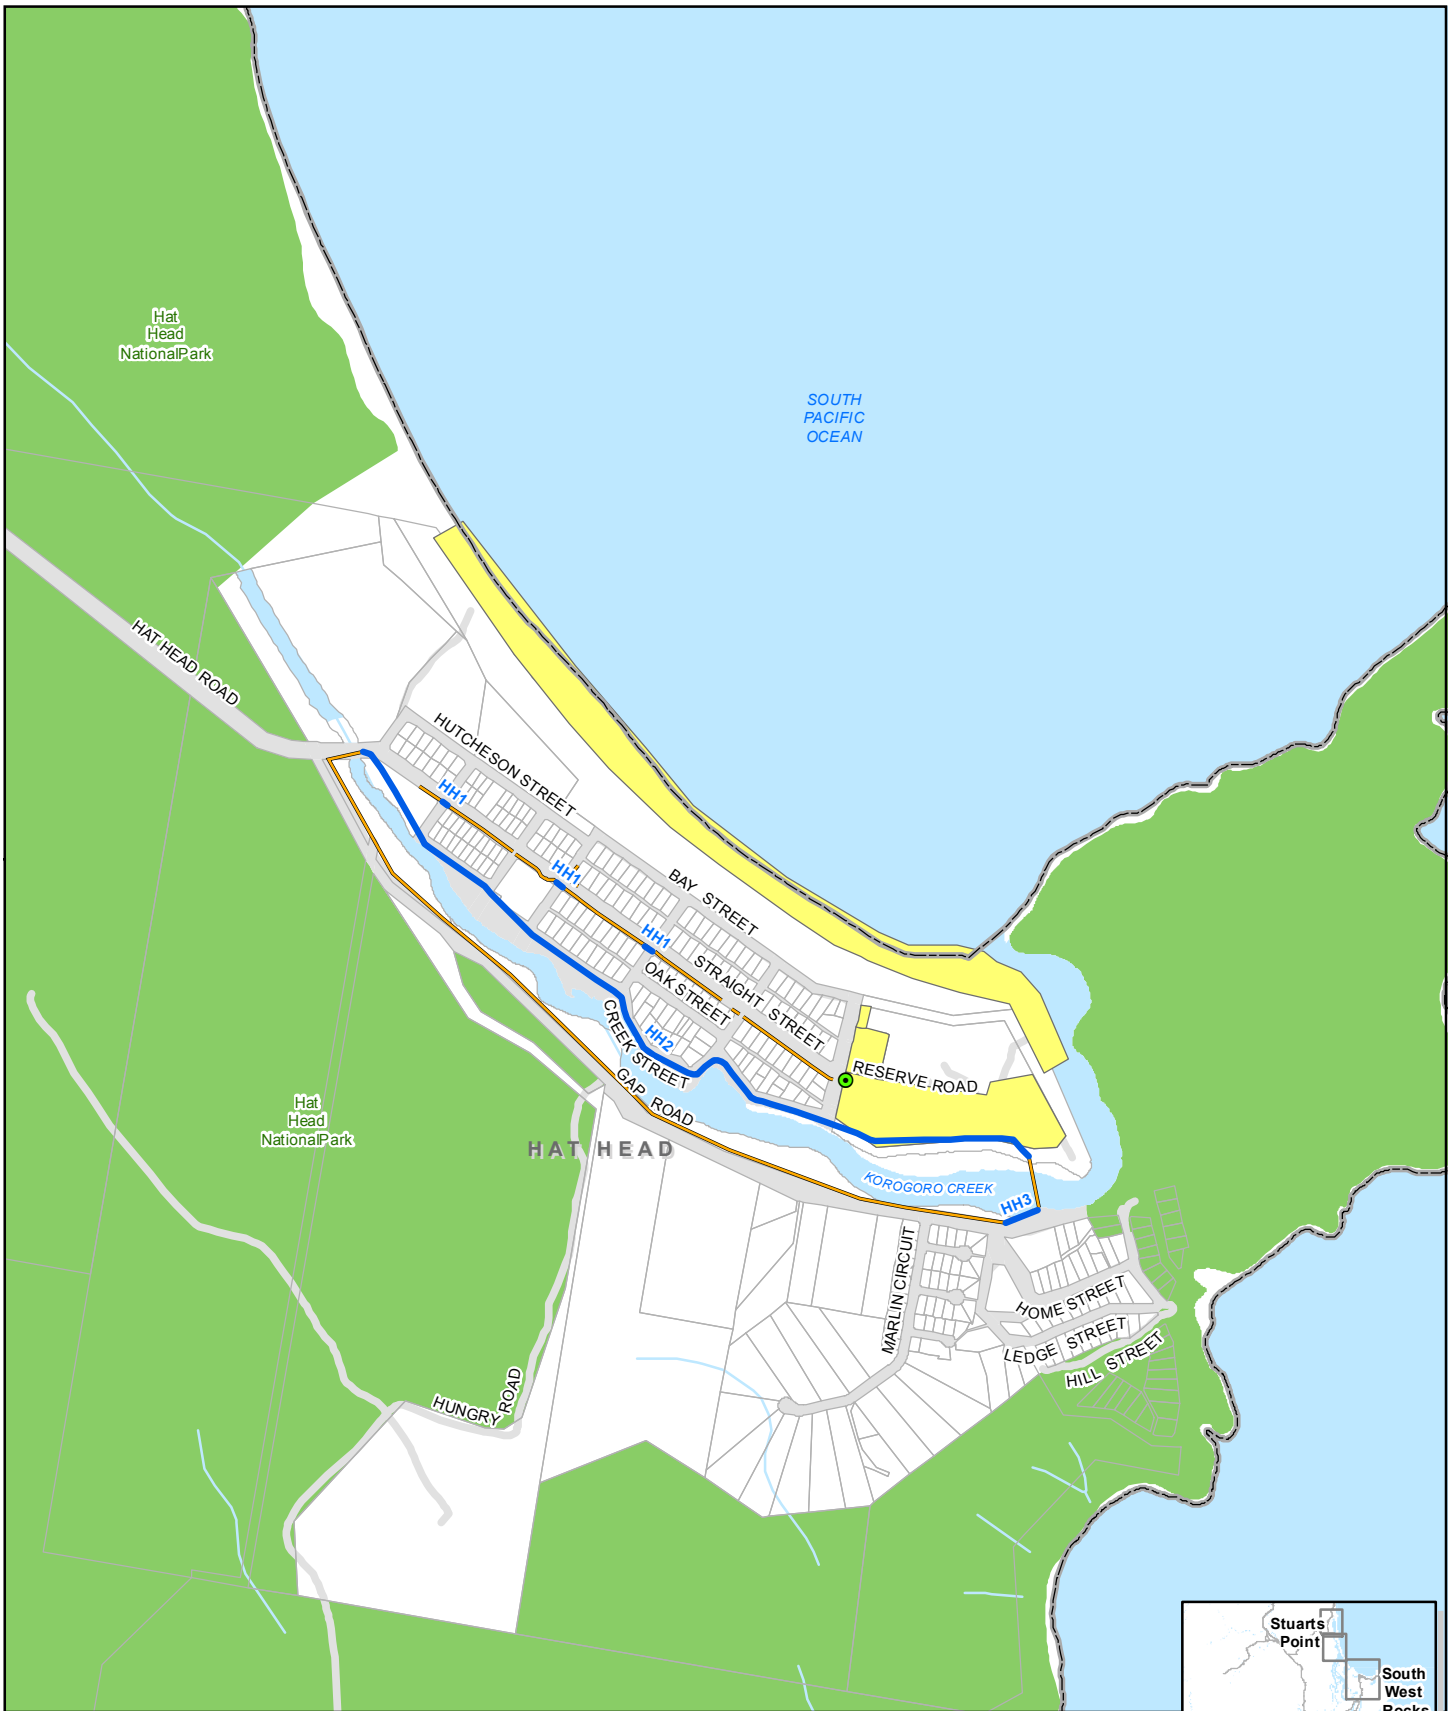 Hat
Head
NationalPark
SOUTH
PACIFIC
OCEAN
HAT HEAD ROAD
HUTCHESON STREET
HH1
HH1
BAY STREET
HH1
STRAIGHT STREET
OAK STREET
CREEK STREET
HH2
GAP ROAD
RESERVE ROAD
Hat
Head
NationalPark
HAT HEAD
KOROGORO CREEK
HH3
MARLIN CIRCUIT
HOME STREET
LEDGE STREET
HILL STREET
HUNGRY ROAD
Stuarts
Point
South
West
Rocks